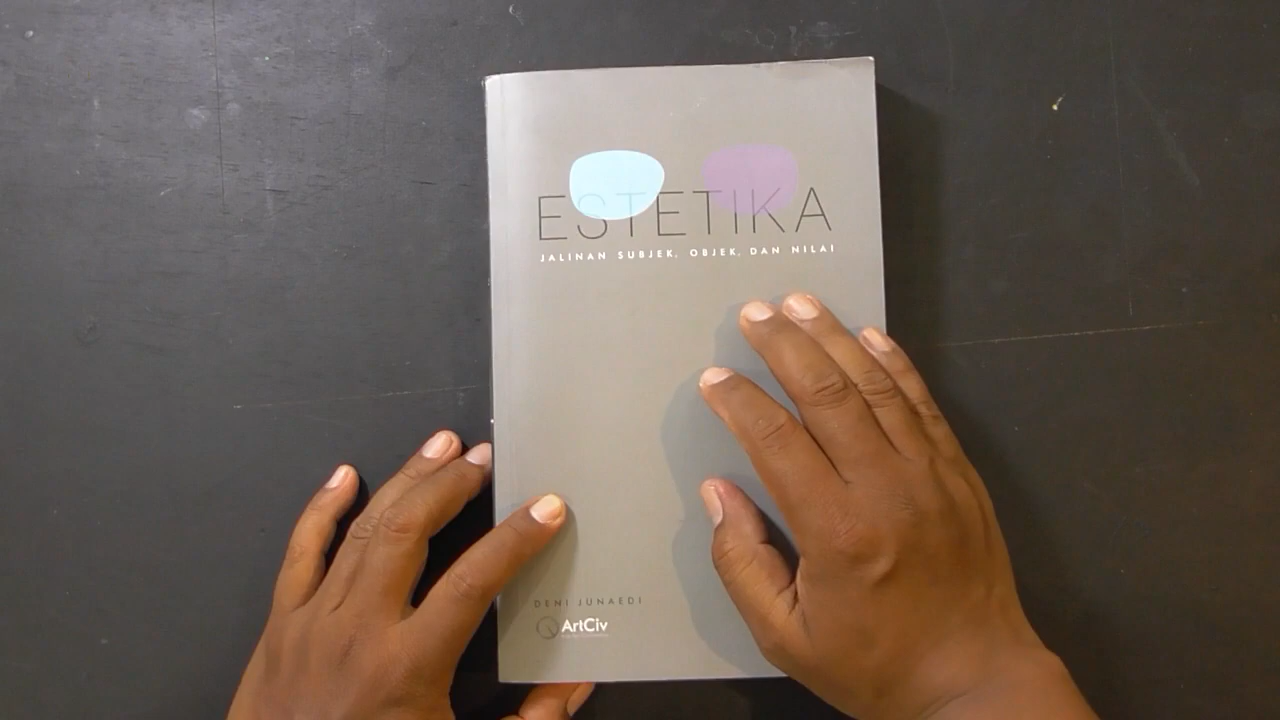 ESTETIKA
JALINAN SUBJEK, OBJEK, DAN NILAI
DENI JUNAEDI
ArtCiv